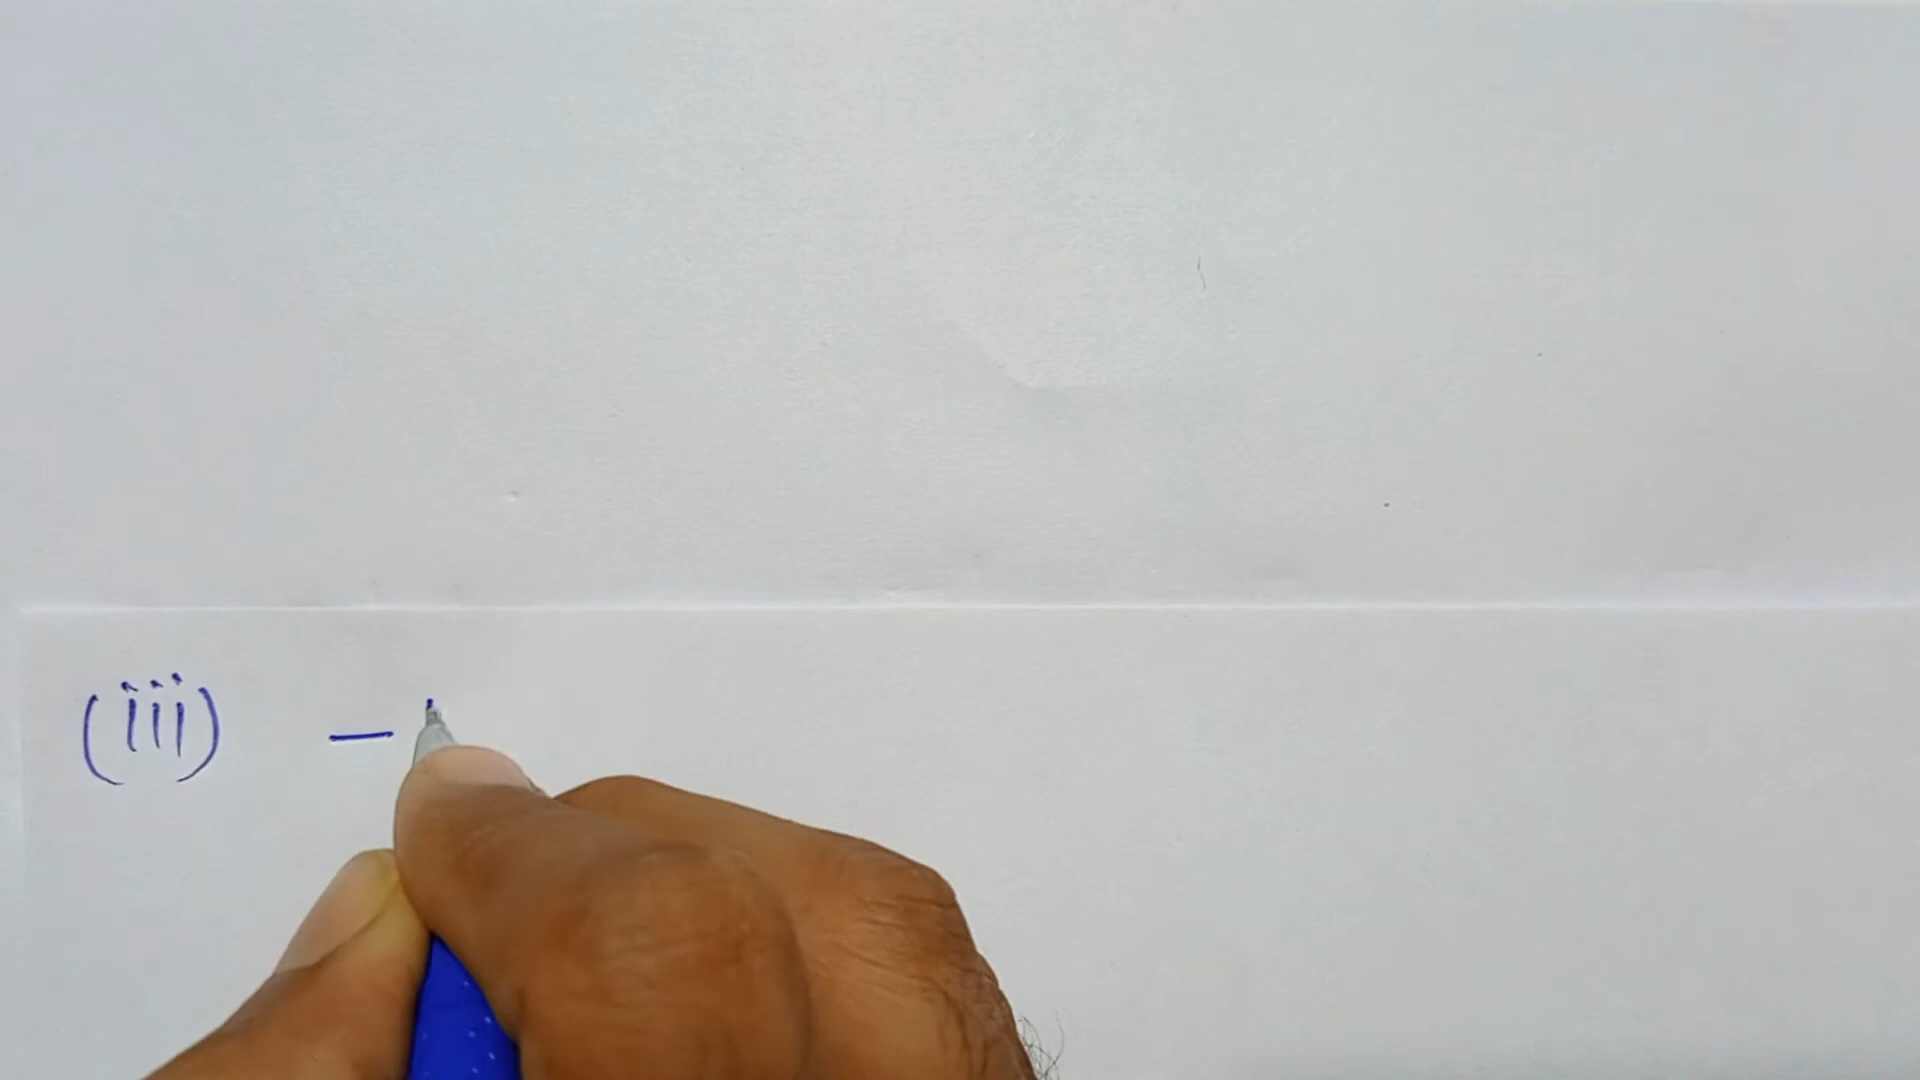 (iii) —